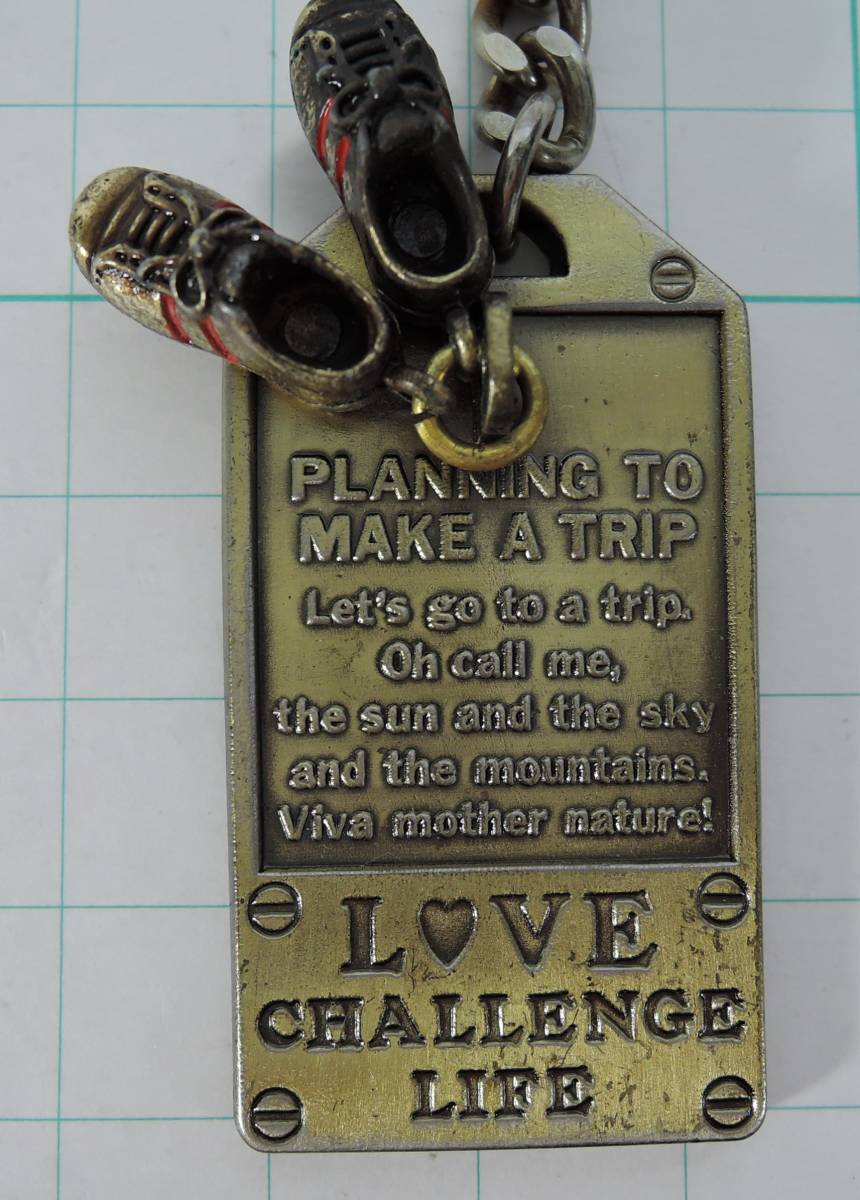 PLANNING TO
MAKE A TRIP
Let's go to a trip.
Oh call me,
the sun and the sky
and the mountains.
Viva mother nature!
L♥VE
CHALLENGE
LIFE